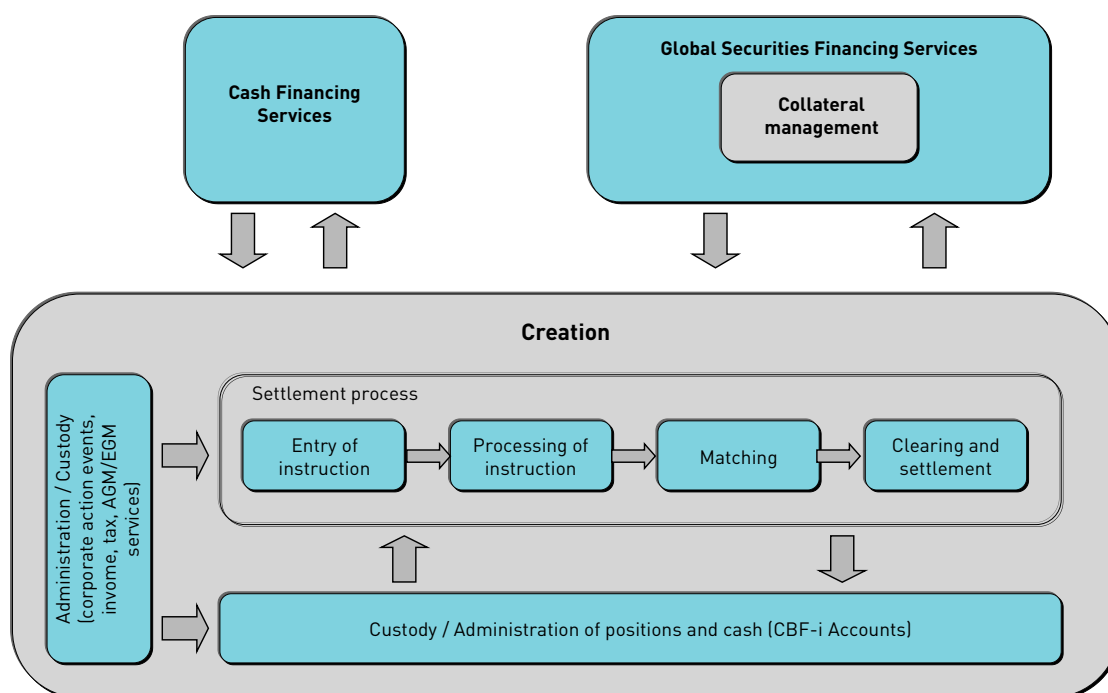 Cash Financing
Services
Global Securities Financing Services
Collateral
management
Creation
Administration / Custody
(corporate action events,
invome, tax, AGM/EGM
services)
Settlement process
Entry of
instruction
Processing of
instruction
Matching
Clearing and
settlement
Custody / Administration of positions and cash (CBF-i Accounts)